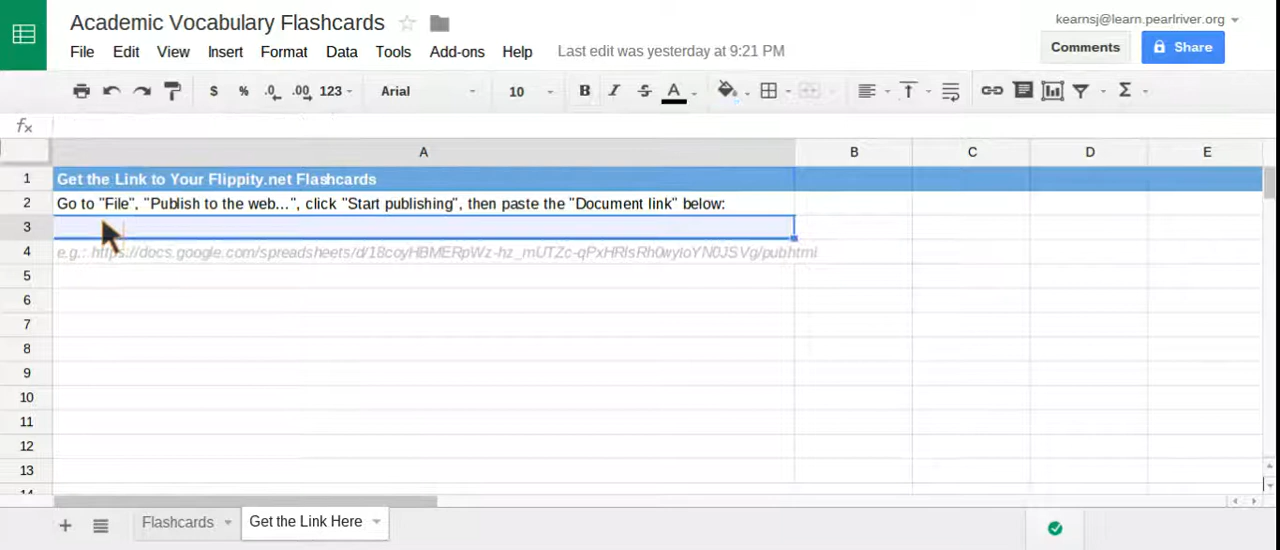 Academic Vocabulary Flashcards
kearnsj@learn.pearlriver.org
File Edit View Insert Format Data Tools Add-ons Help Last edit was yesterday at 9:21 PM
Comments Share
$ % .0 .00 123 Arial 10 B I S A Σ
fx
A B C D E
1 Get the Link to Your Flippity.net Flashcards
2 Go to "File", "Publish to the web...", click "Start publishing", then paste the "Document link" below:
3
4 e.g.: https://docs.google.com/spreadsheets/d/18coyHBMERpWz-hz_mUTZc-qPxHRlsRh0wyIoYN0JSVg/pubhtml
5
6
7
8
9
10
11
12
13
14
Flashcards Get the Link Here